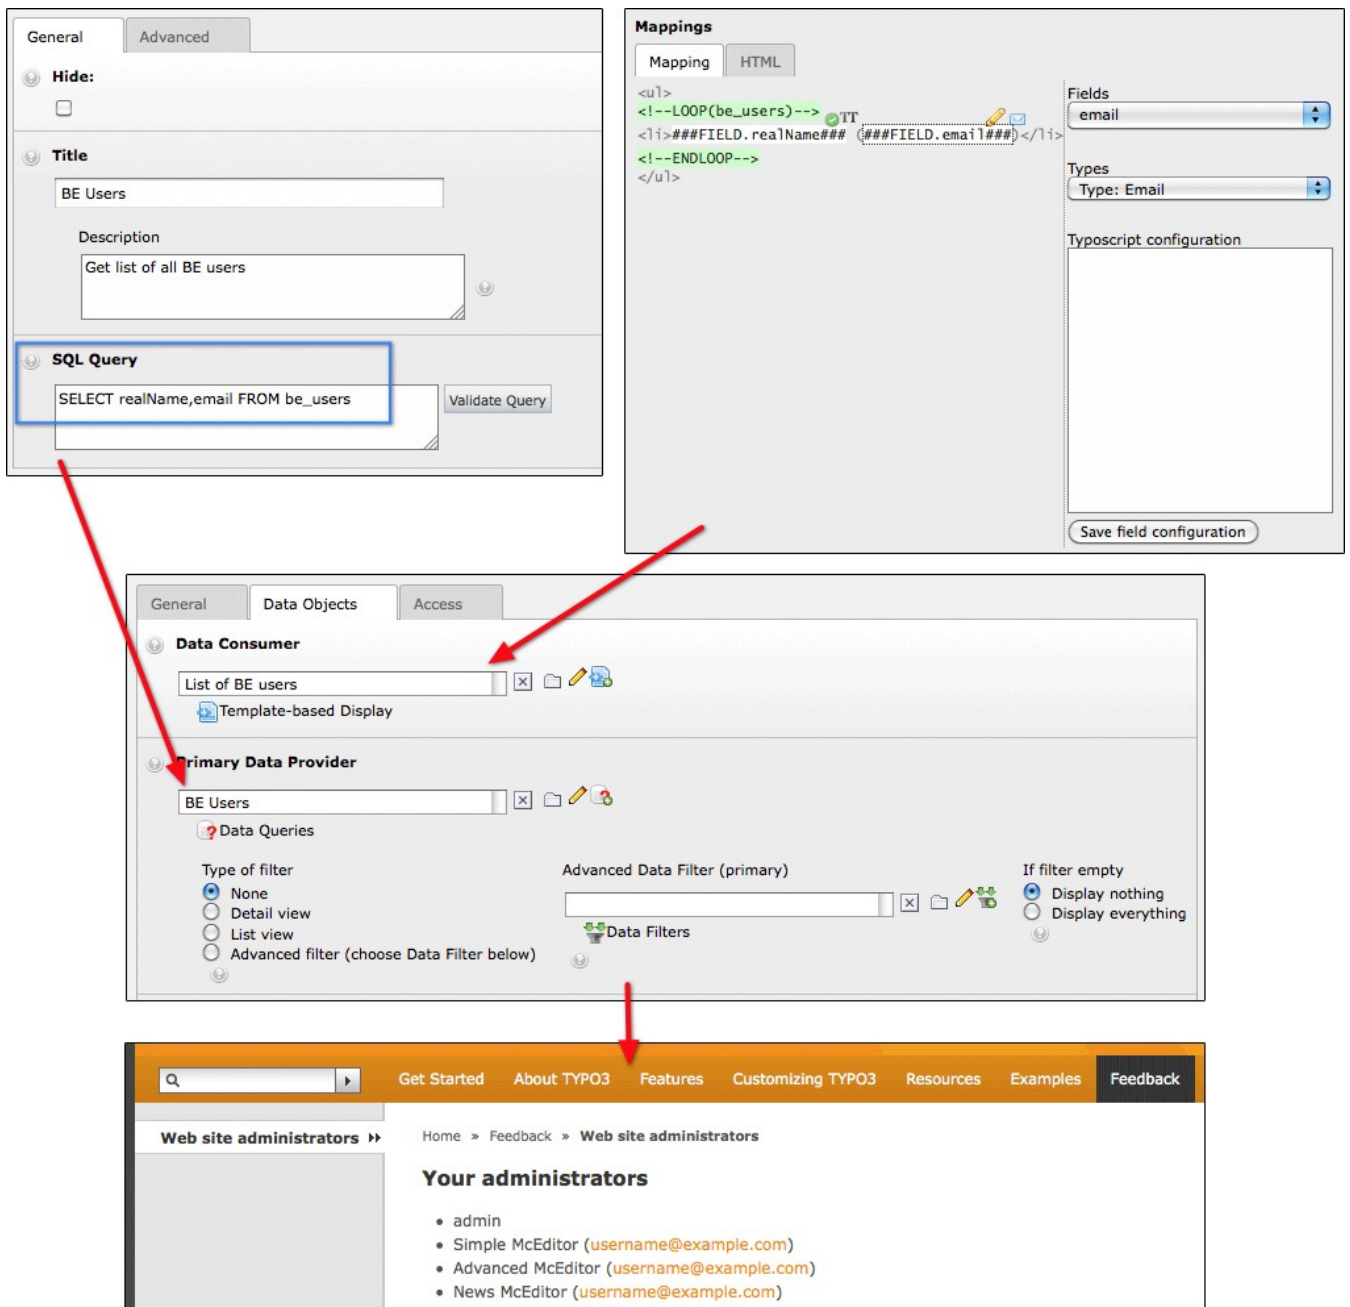 General Advanced
Hide:
Title
BE Users
Description
Get list of all BE users
SQL Query
SELECT realName,email FROM be_users
Validate Query
Mappings
Mapping HTML
<ul>
<!--LOOP(be_users)-->
TT
<li>###FIELD.realName### (###FIELD.email###)</li>
<!--ENDLOOP-->
</ul>
Fields
email
Types
Type: Email
Typoscript configuration
Save field configuration
General Data Objects Access
Data Consumer
List of BE users
Template-based Display
Primary Data Provider
BE Users
Data Queries
Type of filter
None
Detail view
List view
Advanced filter (choose Data Filter below)
Advanced Data Filter (primary)
Data Filters
If filter empty
Display nothing
Display everything
Get Started About TYPO3 Features Customizing TYPO3 Resources Examples Feedback
Web site administrators
Home » Feedback » Web site administrators
Your administrators
• admin
• Simple McEditor (username@example.com)
• Advanced McEditor (username@example.com)
• News McEditor (username@example.com)